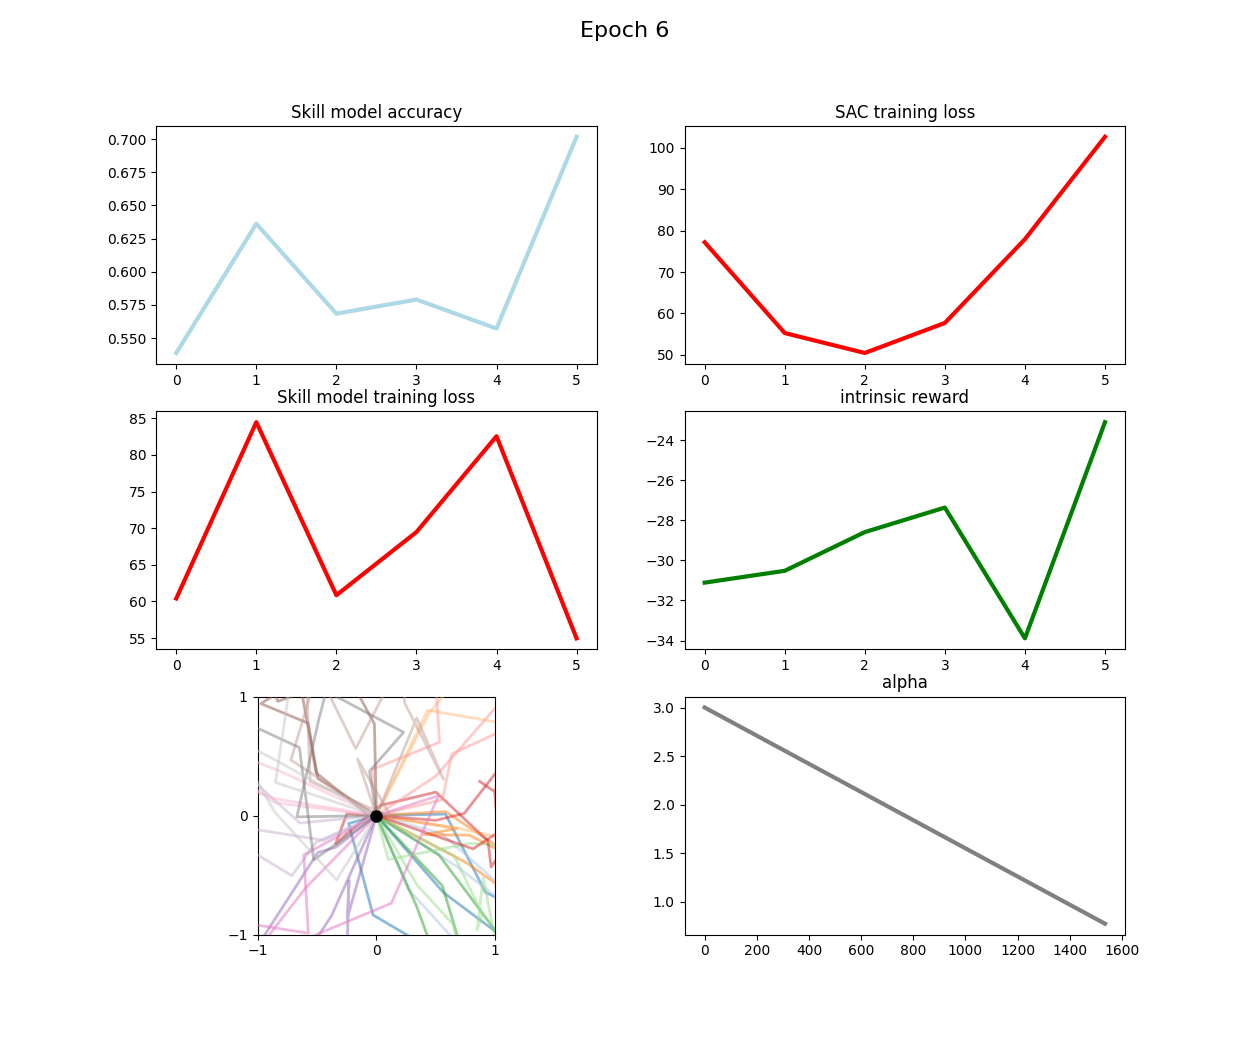 Epoch 6
Skill model accuracy
0.700
0.675
0.650
0.625
0.600
0.575
0.550
0 1 2 3 4 5
SAC training loss
100
90
80
70
60
50
0 1 2 3 4 5
Skill model training loss
85
80
75
70
65
60
55
0 1 2 3 4 5
intrinsic reward
−24
−26
−28
−30
−32
−34
0 1 2 3 4 5
1
0
−1
−1 0 1
alpha
3.0
2.5
2.0
1.5
1.0
0 200 400 600 800 1000 1200 1400 1600